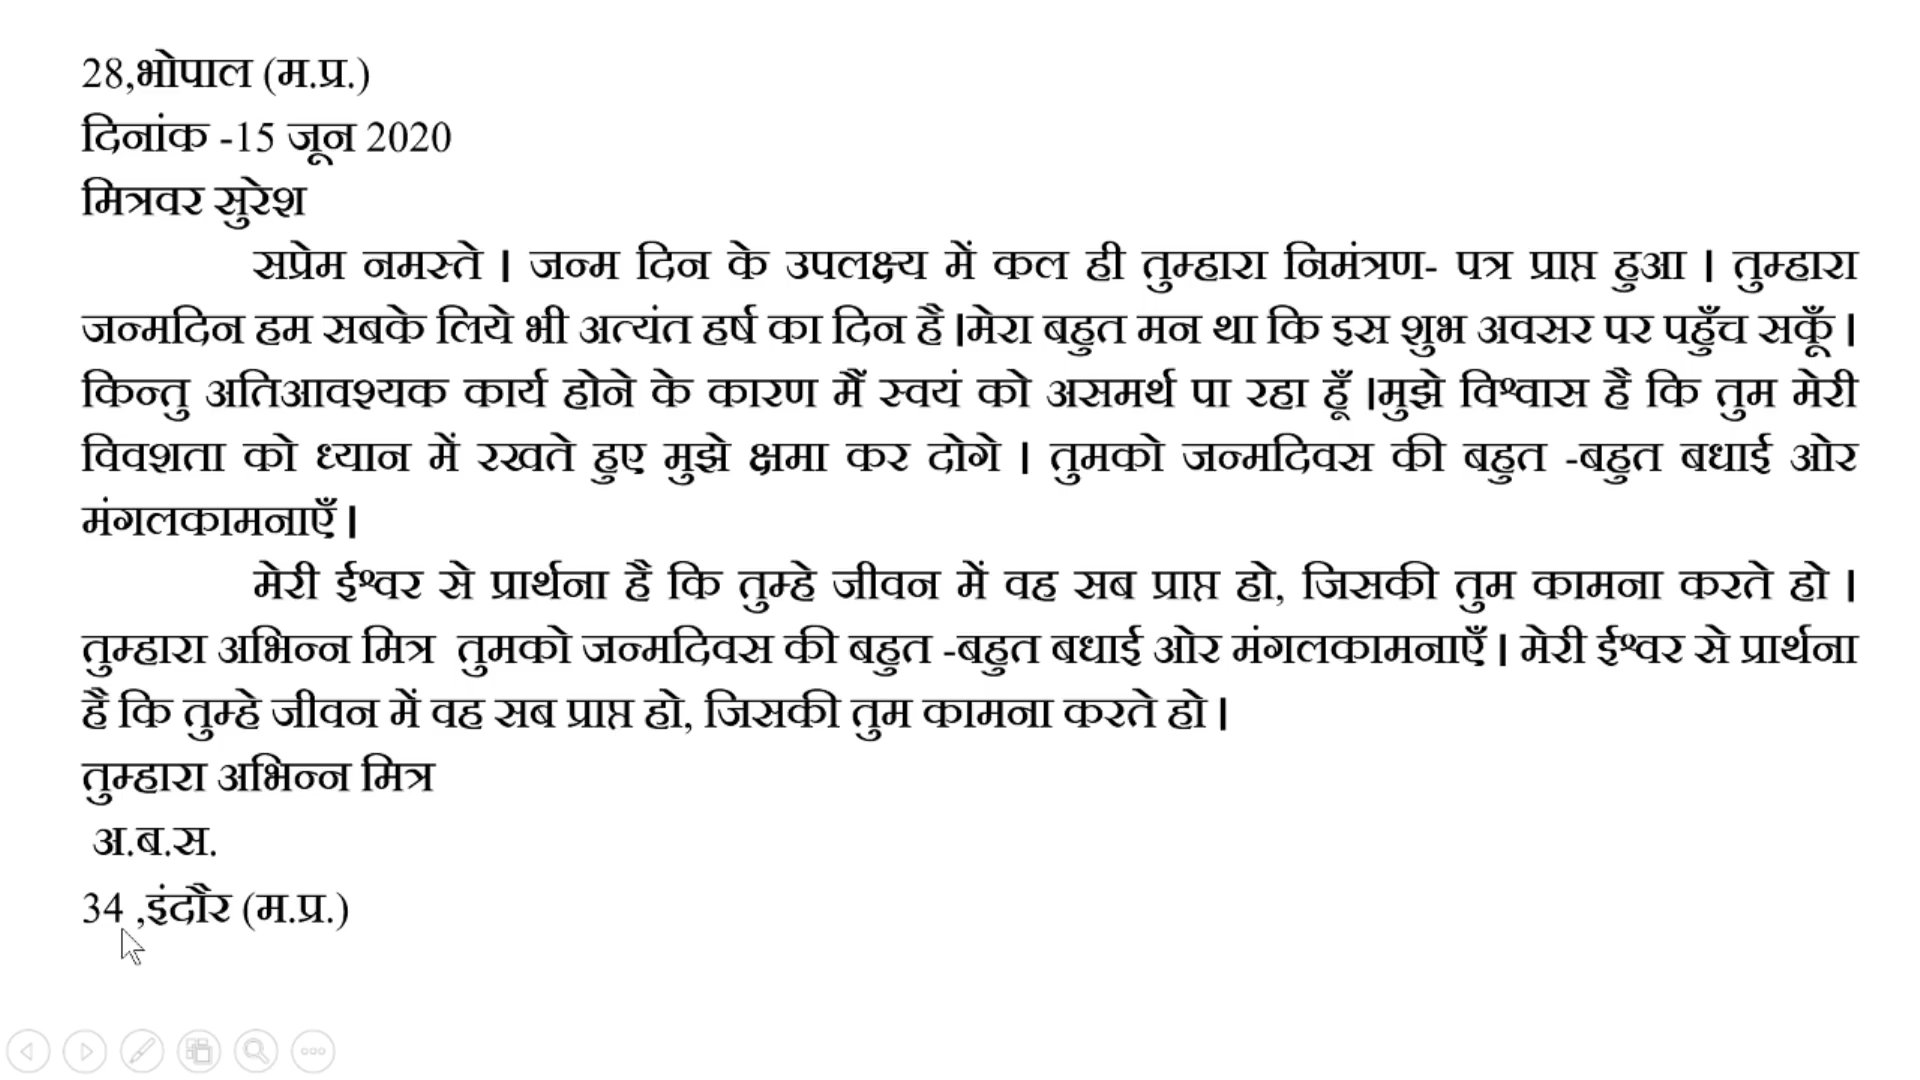 28,भोपाल (म.प्र.)
दिनांक -15 जून 2020
मित्रवर सुरेश
सप्रेम नमस्ते । जन्म दिन के उपलक्ष्य में कल ही तुम्हारा निमंत्रण- पत्र प्राप्त हुआ । तुम्हारा
जन्मदिन हम सबके लिये भी अत्यंत हर्ष का दिन है ।मेरा बहुत मन था कि इस शुभ अवसर पर पहुँच सकूँ ।
किन्तु अतिआवश्यक कार्य होने के कारण मैं स्वयं को असमर्थ पा रहा हूँ ।मुझे विश्वास है कि तुम मेरी
विवशता को ध्यान में रखते हुए मुझे क्षमा कर दोगे । तुमको जन्मदिवस की बहुत -बहुत बधाई ओर
मंगलकामनाएँ ।
मेरी ईश्वर से प्रार्थना है कि तुम्हे जीवन में वह सब प्राप्त हो, जिसकी तुम कामना करते हो ।
तुम्हारा अभिन्न मित्र  तुमको जन्मदिवस की बहुत -बहुत बधाई ओर मंगलकामनाएँ । मेरी ईश्वर से प्रार्थना
है कि तुम्हे जीवन में वह सब प्राप्त हो, जिसकी तुम कामना करते हो ।
तुम्हारा अभिन्न मित्र
अ.ब.स.
34 ,इंदौर (म.प्र.)